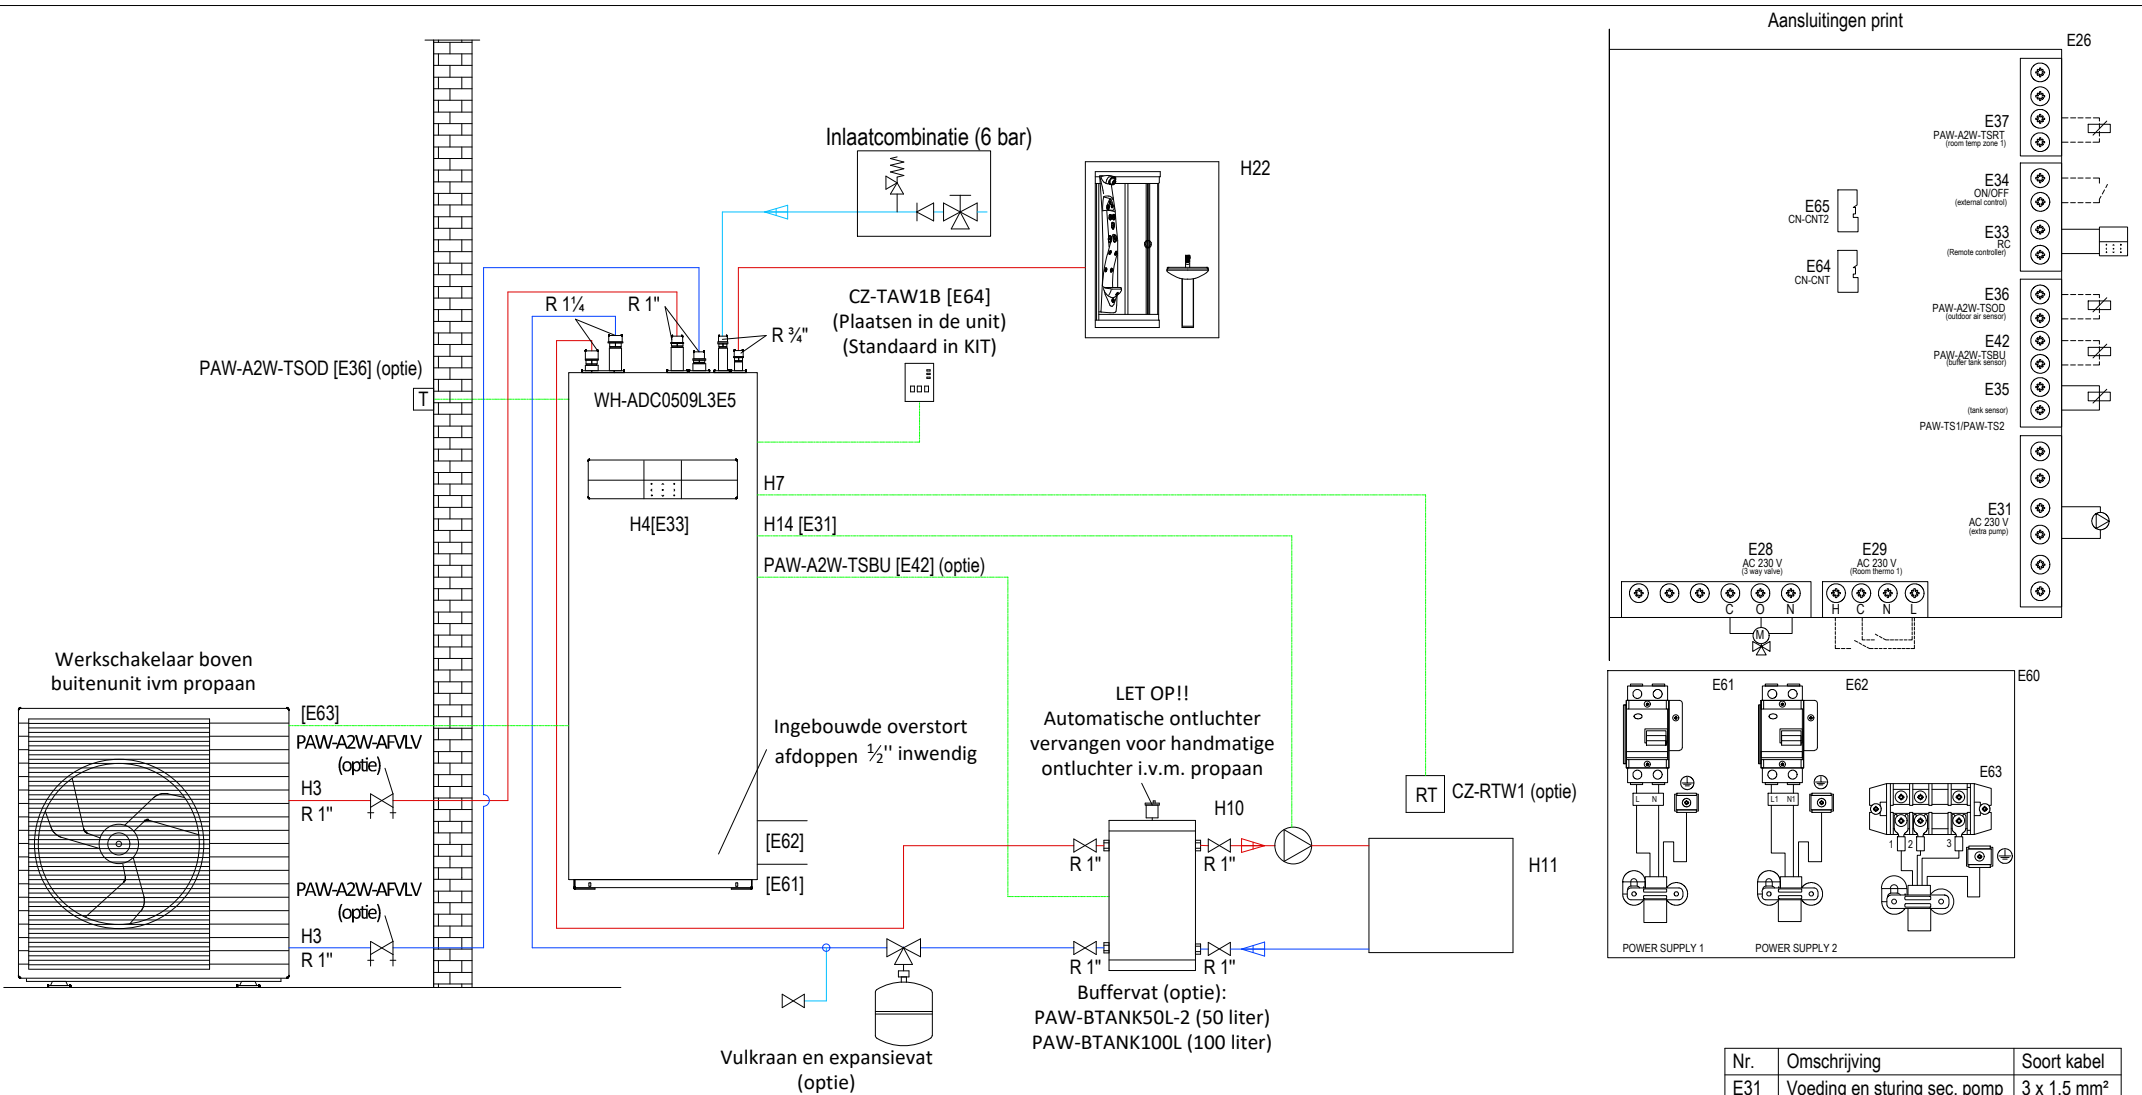 Aansluitingen print
E26
E37
PAW-A2W-TSRT
(room temp zone 1)
E34
ON/OFF
(external control)
E33
RC
(Remote controller)
E65
CN-CNT2
E64
CN-CNT
E36
PAW-A2W-TSOD
(outdoor air sensor)
E42
PAW-A2W-TSBU
(buffer tank sensor)
E35
(tank sensor)
PAW-TS1/PAW-TS2
E31
AC 230 V
(extra pump)
E28
AC 230 V
(3 way valve)
E29
AC 230 V
(Room thermo 1)
C O N
H C N L
M
Inlaatcombinatie (6 bar)
H22
R 1¼
R 1"
R ¾"
CZ-TAW1B [E64]
(Plaatsen in de unit)
(Standaard in KIT)
PAW-A2W-TSOD [E36] (optie)
T
WH-ADC0509L3E5
H4[E33]
H7
H14 [E31]
PAW-A2W-TSBU [E42] (optie)
Werkschakelaar boven
buitenunit ivm propaan
[E63]
PAW-A2W-AFVLV
(optie)
H3
R 1"
PAW-A2W-AFVLV
(optie)
H3
R 1"
Ingebouwde overstort
afdoppen ½'' inwendig
[E62]
[E61]
LET OP!!
Automatische ontluchter
vervangen voor handmatige
ontluchter i.v.m. propaan
H10
RT
CZ-RTW1 (optie)
R 1"
R 1"
H11
R 1"
R 1"
Buffervat (optie):
PAW-BTANK50L-2 (50 liter)
PAW-BTANK100L (100 liter)
Vulkraan en expansievat
(optie)
E60
E61
E62
E63
L N
L1 N1
1 2 3
POWER SUPPLY 1
POWER SUPPLY 2
Nr. Omschrijving Soort kabel
E31 Voeding en sturing sec. pomp 3 x 1,5 mm²